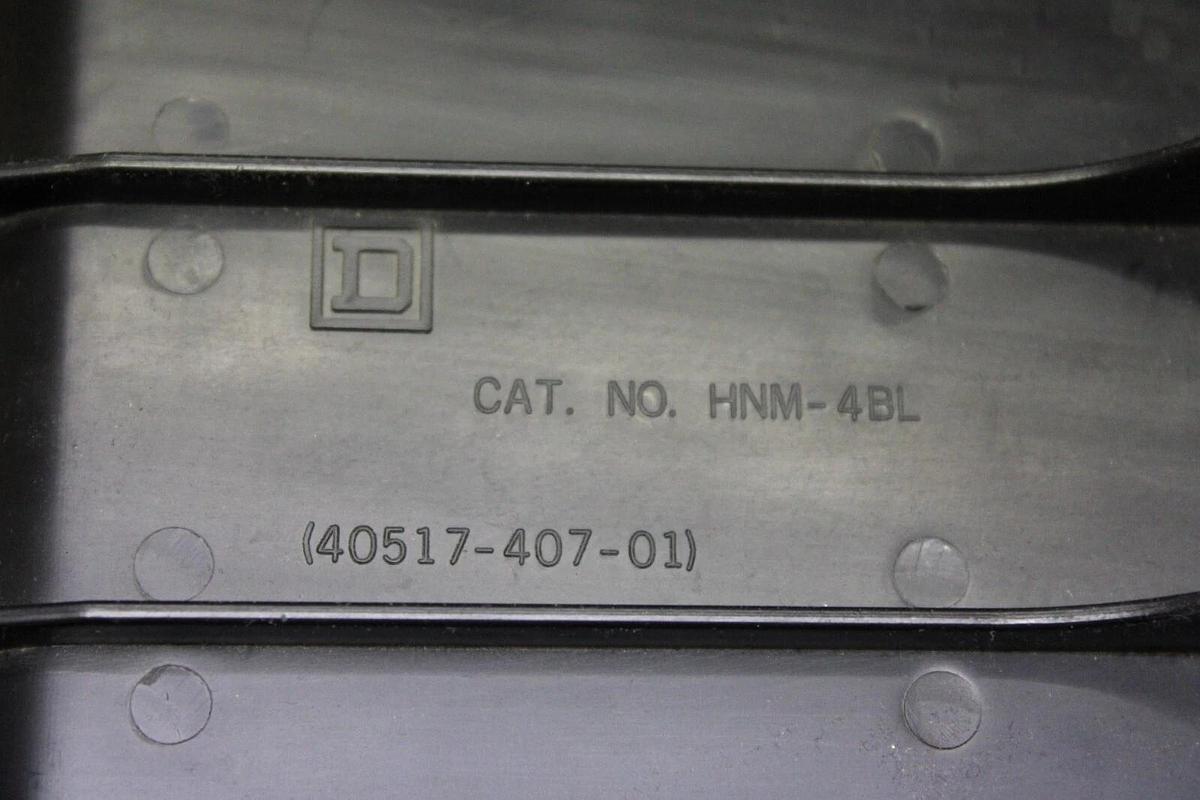 D
CAT. NO. HNM-4BL
(40517-407-01)